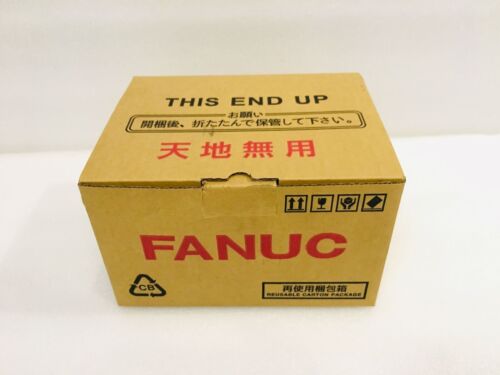 THIS END UP
お願い
開梱後、折たたんで保管して下さい。
天地無用
FANUC
CB
再使用梱包箱
REUSABLE CARTON PACKAGE